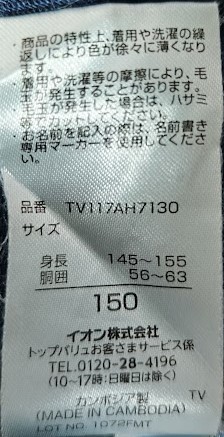 ・商品の特性上、着用や洗濯の繰
返しにより色が徐々に薄くなり
ます。
・着用や洗濯等の摩擦により、毛
玉が発生することがあります。
毛玉が発生した場合は、ハサミ
等でカットしてください。
・お名前を記入の際は、名前書き
専用マーカーを使用してくださ
い。
品番 TV117AH7130
サイズ
身長 145~155
胴囲 56~63
150
イオン株式会社
トップバリュお客さまサービス係
TEL.0120-28-4196
(10~17時:日曜日は除く)
カンボジア製 TV
(MADE IN CAMBODIA)
LOT NO.1072FMT